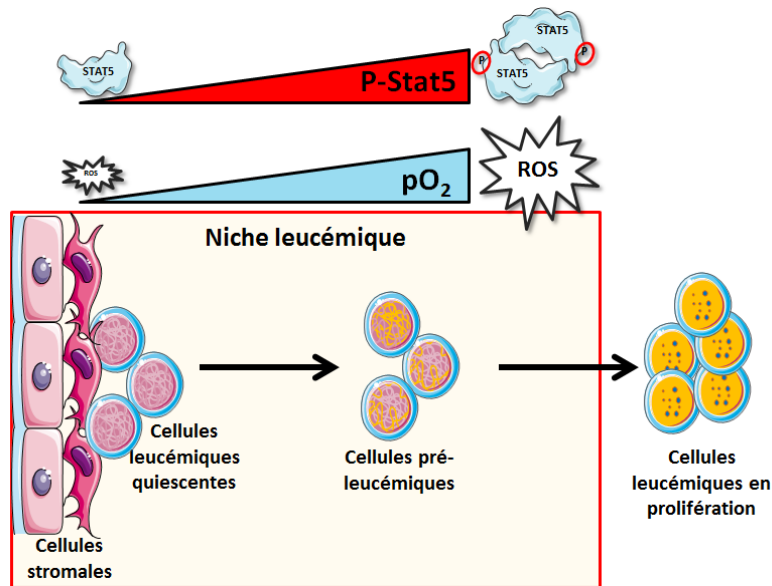 STAT5
P-Stat5
STAT5
STAT5
P
P
ROS
pO2
ROS
Niche leucémique
Cellules
leucémiques
quiescentes
Cellules pré-
leucémiques
Cellules
leucémiques en
prolifération
Cellules
stromales